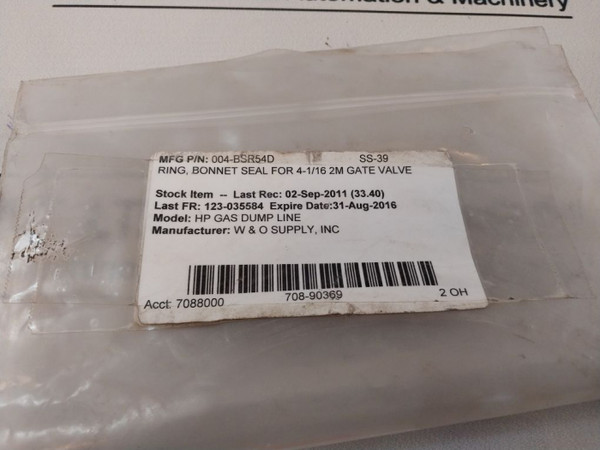 Automation & Machinery
MFG P/N: 004-BSR54D SS-39
RING, BONNET SEAL FOR 4-1/16 2M GATE VALVE
Stock Item -- Last Rec: 02-Sep-2011 (33.40)
Last FR: 123-035584 Expire Date:31-Aug-2016
Model: HP GAS DUMP LINE
Manufacturer: W & O SUPPLY, INC
Acct: 7088000 708-90369 2 OH